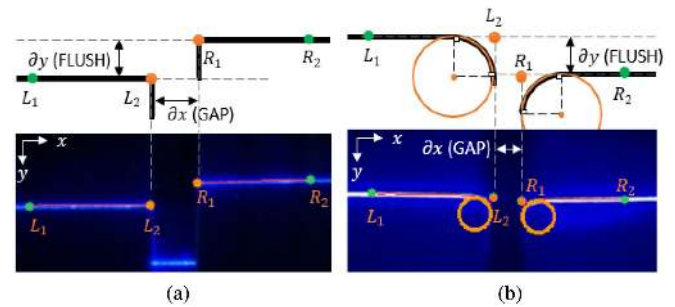 ∂y (FLUSH)
R₁
R₂
L₁
L₂
∂x (GAP)
x
y
R₁
R₂
L₁
L₂
(a)
L₂
L₁
∂y (FLUSH)
R₁
R₂
∂x (GAP)
x
y
R₁
R₂
L₁
L₂
(b)